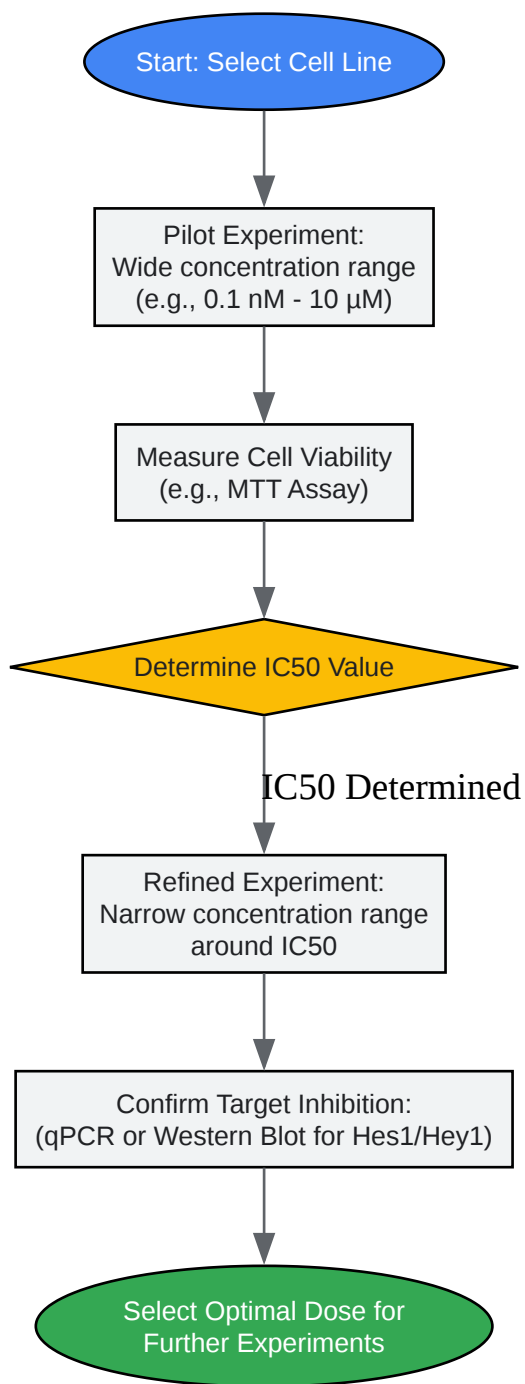 Start: Select Cell Line
Pilot Experiment:
Wide concentration range
(e.g., 0.1 nM - 10 µM)
Measure Cell Viability
(e.g., MTT Assay)
Determine IC50 Value
IC50 Determined
Refined Experiment:
Narrow concentration range
around IC50
Confirm Target Inhibition:
(qPCR or Western Blot for Hes1/Hey1)
Select Optimal Dose for
Further Experiments